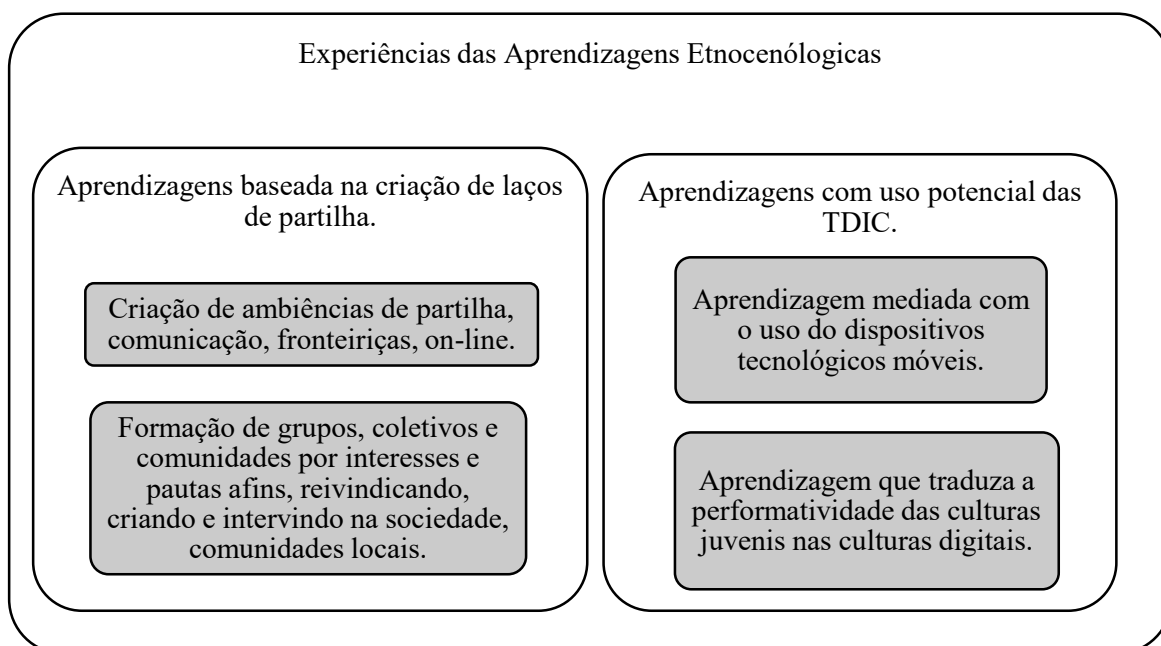 Experiências das Aprendizagens Etnocenólogicas
Aprendizagens baseada na criação de laços
de partilha.
Criação de ambiências de partilha,
comunicação, fronteiriças, on-line.
Formação de grupos, coletivos e
comunidades por interesses e
pautas afins, reivindicando,
criando e intervindo na sociedade,
comunidades locais.
Aprendizagens com uso potencial das
TDIC.
Aprendizagem mediada com
o uso do dispositivos
tecnológicos móveis.
Aprendizagem que traduza a
performatividade das culturas
juvenis nas culturas digitais.